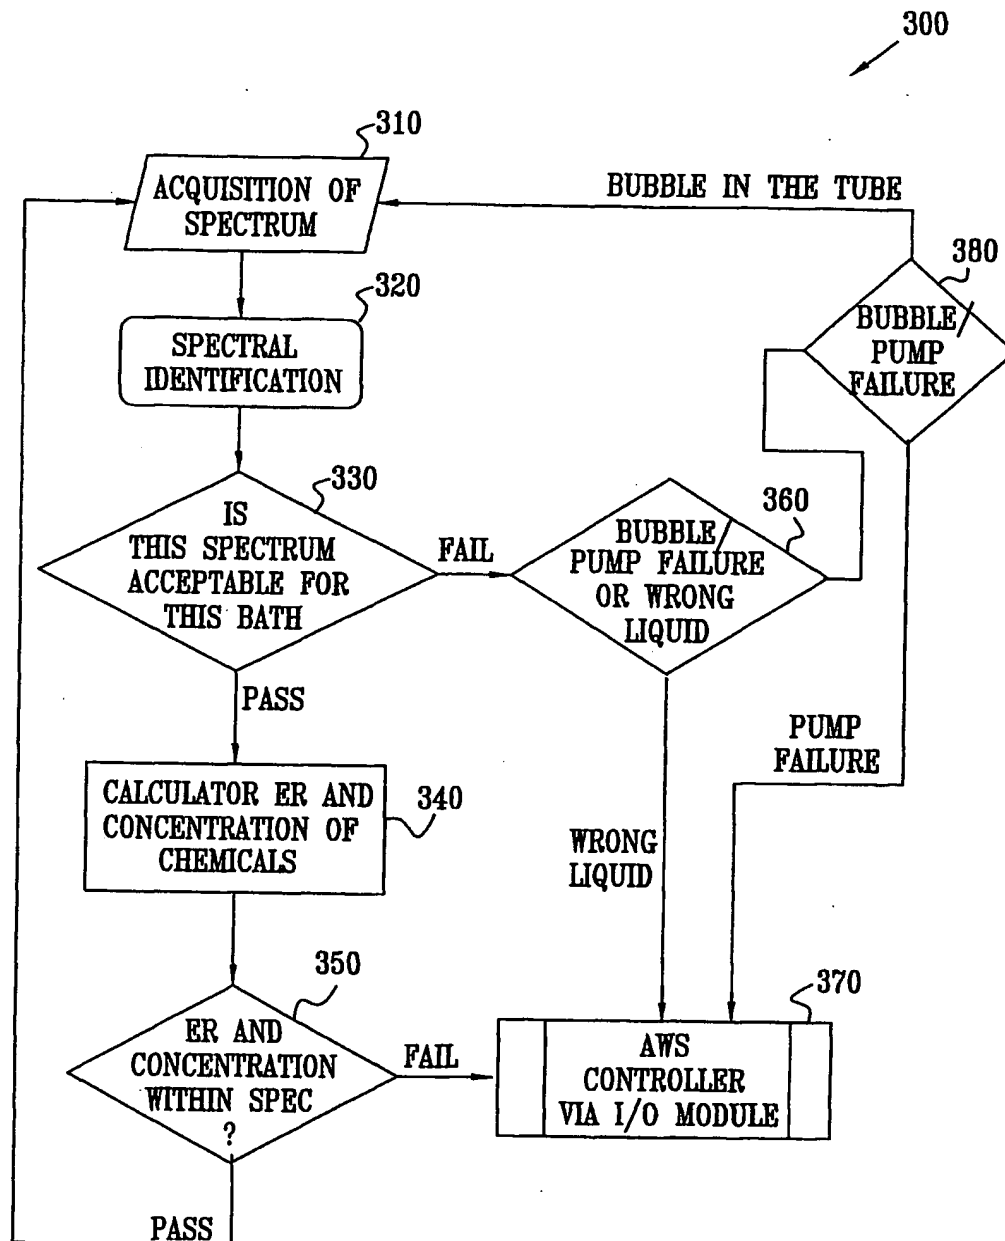 300
310
ACQUISITION OF
SPECTRUM
BUBBLE IN THE TUBE
380
BUBBLE/
PUMP
FAILURE
320
SPECTRAL
IDENTIFICATION
330
IS
THIS SPECTRUM
ACCEPTABLE FOR
THIS BATH
FAIL
360
BUBBLE/
PUMP FAILURE
OR WRONG
LIQUID
PASS
PUMP
FAILURE
340
CALCULATOR ER AND
CONCENTRATION OF
CHEMICALS
WRONG
LIQUID
350
ER AND
CONCENTRATION
WITHIN SPEC
?
FAIL
370
AWS
CONTROLLER
VIA I/O MODULE
PASS